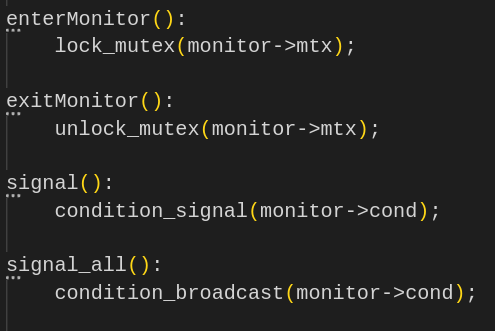 enterMonitor():
    lock_mutex(monitor->mtx);
exitMonitor():
    unlock_mutex(monitor->mtx);
signal():
    condition_signal(monitor->cond);
signal_all():
    condition_broadcast(monitor->cond);